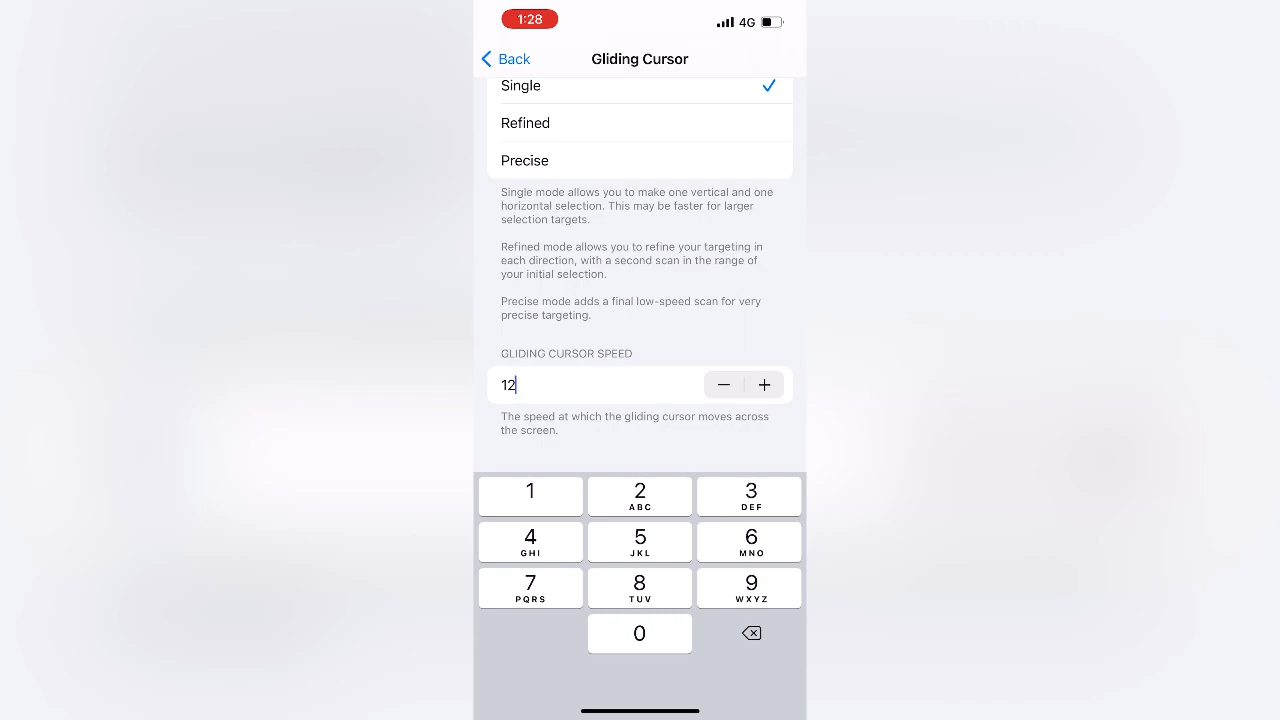 1:28
4G
Back
Gliding Cursor
Single
Refined
Precise
Single mode allows you to make one vertical and one
horizontal selection. This may be faster for larger
selection targets.
Refined mode allows you to refine your targeting in
each direction, with a second scan in the range of
your initial selection.
Precise mode adds a final low-speed scan for very
precise targeting.
GLIDING CURSOR SPEED
12
The speed at which the gliding cursor moves across
the screen.
1
2
ABC
3
DEF
4
GHI
5
JKL
6
MNO
7
PQRS
8
TUV
9
WXYZ
0